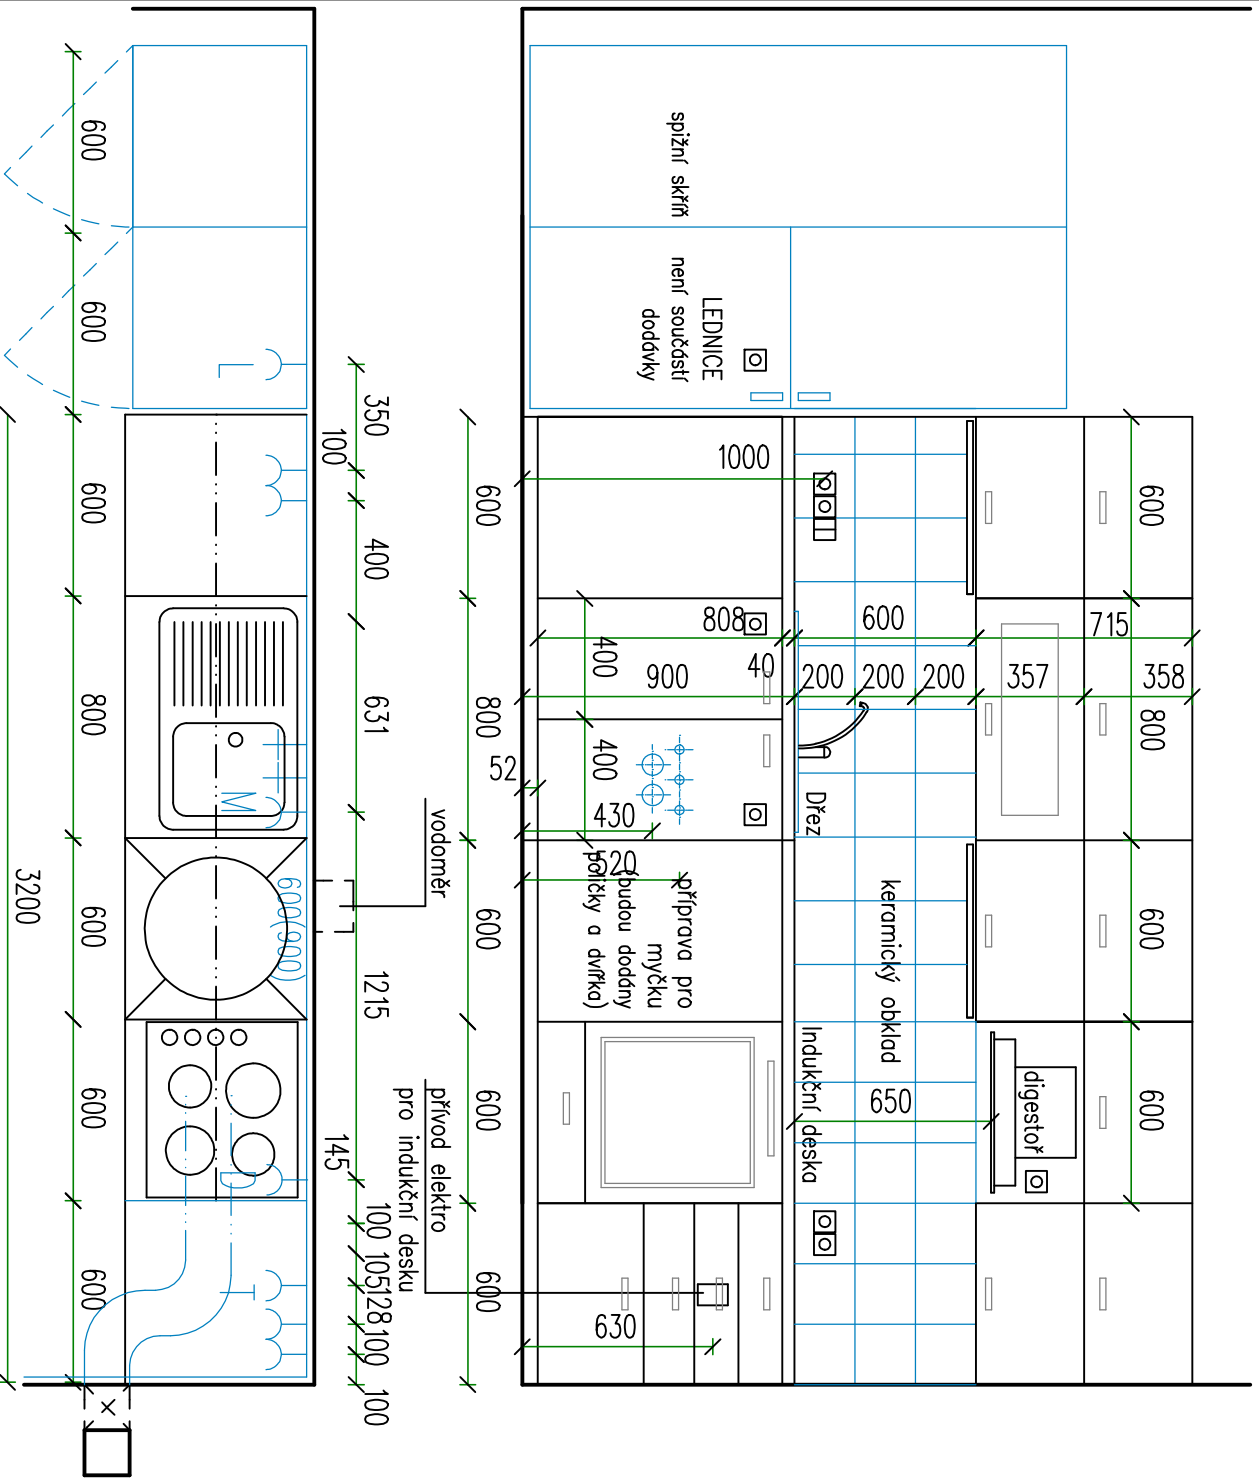 spižní skříň
LEDNICE
není součástí
dodávky
600
600
600
800
600
600
600
3200
L
M
600(900)
D
T
350
100
400
631
1215
145
100
105
128
100
100
vodoměr
přívod elektro
pro indukční desku
600
800
600
600
600
1000
808
40
600
715
400
900
200
200
200
357
358
400
52
430
520
630
650
Dřez
příprava pro
myčku
(budou dodány
poličky a dvířka)
keramický obklad
Indukční deska
digestoř
600
800
600
600